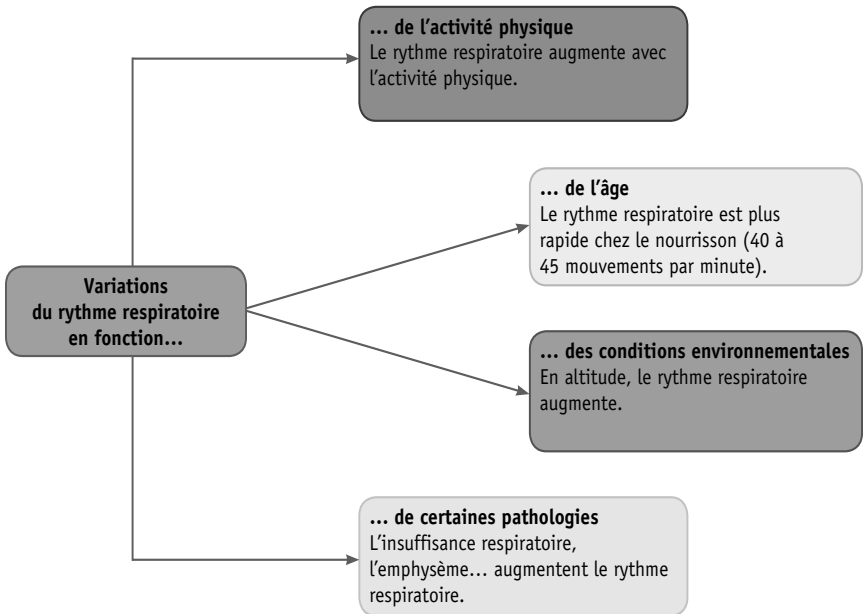 ... de l'activité physique
Le rythme respiratoire augmente avec
l'activité physique.
... de l'âge
Le rythme respiratoire est plus
rapide chez le nourrisson (40 à
45 mouvements par minute).
Variations
du rythme respiratoire
en fonction...
... des conditions environnementales
En altitude, le rythme respiratoire
augmente.
... de certaines pathologies
L'insuffisance respiratoire,
l'emphysème... augmentent le rythme
respiratoire.